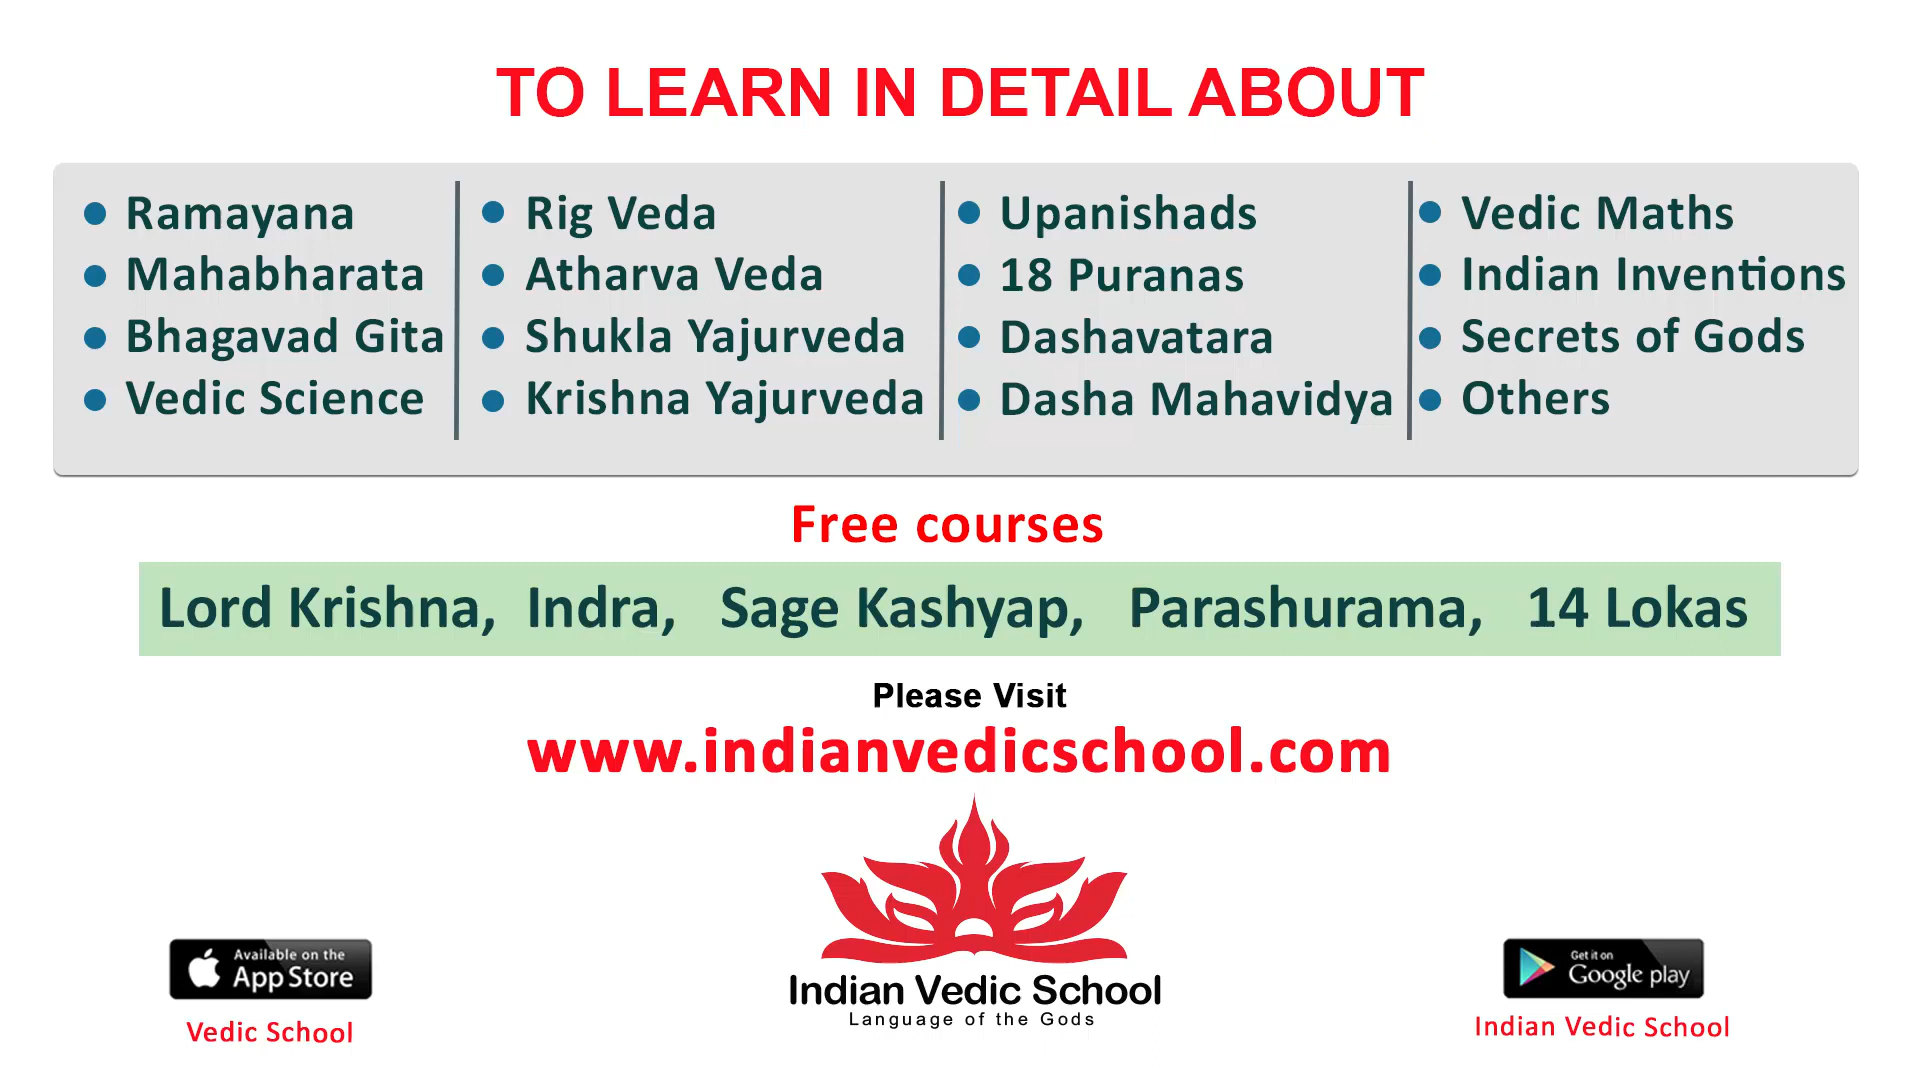 TO LEARN IN DETAIL ABOUT
Ramayana
Mahabharata
Bhagavad Gita
Vedic Science
Rig Veda
Atharva Veda
Shukla Yajurveda
Krishna Yajurveda
Upanishads
18 Puranas
Dashavatara
Dasha Mahavidya
Vedic Maths
Indian Inventions
Secrets of Gods
Others
Free courses
Lord Krishna, Indra, Sage Kashyap, Parashurama, 14 Lokas
Please Visit
www.indianvedicschool.com
Available on the
App Store
Vedic School
Indian Vedic School
Language of the Gods
Get it on
Google play
Indian Vedic School